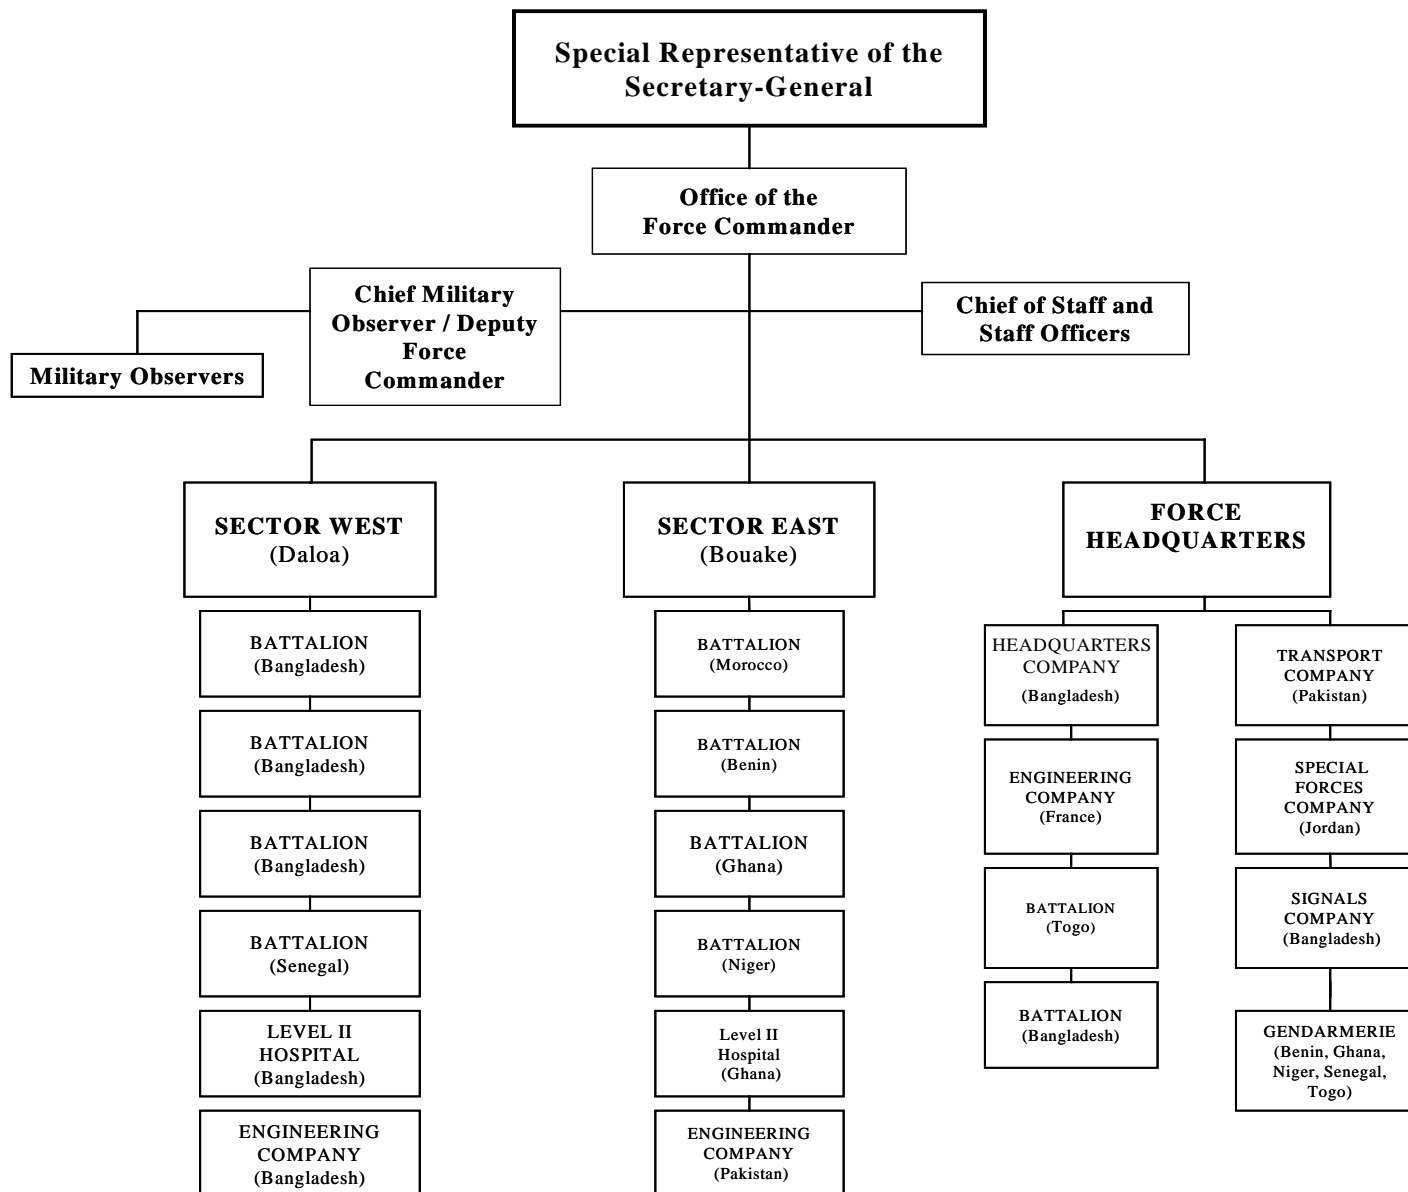 Special Representative of the
Secretary-General
Office of the
Force Commander
Chief Military
Observer / Deputy
Force
Commander
Chief of Staff and
Staff Officers
Military Observers
SECTOR WEST
(Daloa)
BATTALION
(Bangladesh)
BATTALION
(Bangladesh)
BATTALION
(Bangladesh)
BATTALION
(Senegal)
LEVEL II
HOSPITAL
(Bangladesh)
ENGINEERING
COMPANY
(Bangladesh)
SECTOR EAST
(Bouake)
BATTALION
(Morocco)
BATTALION
(Benin)
BATTALION
(Ghana)
BATTALION
(Niger)
Level II
Hospital
(Ghana)
ENGINEERING
COMPANY
(Pakistan)
FORCE
HEADQUARTERS
HEADQUARTERS
COMPANY
(Bangladesh)
ENGINEERING
COMPANY
(France)
BATTALION
(Togo)
BATTALION
(Bangladesh)
TRANSPORT
COMPANY
(Pakistan)
SPECIAL
FORCES
COMPANY
(Jordan)
SIGNALS
COMPANY
(Bangladesh)
GENDARMERIE
(Benin, Ghana,
Niger, Senegal,
Togo)